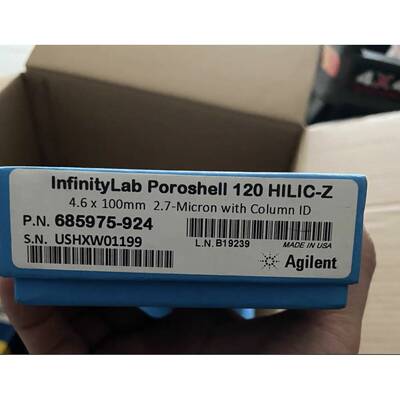 InfinityLab Poroshell 120 HILIC-Z
4.6 x 100mm 2.7-Micron with Column ID
P.N. 685975-924
S.N. USHXW01199
L.N. B19239
MADE IN USA
Agilent
4X4